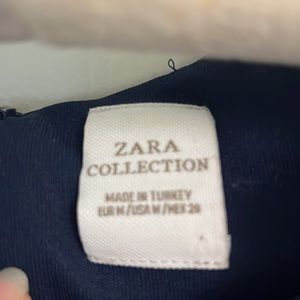 ZARA
COLLECTION
MADE IN TURKEY
EUR M / USA M / MEX 28